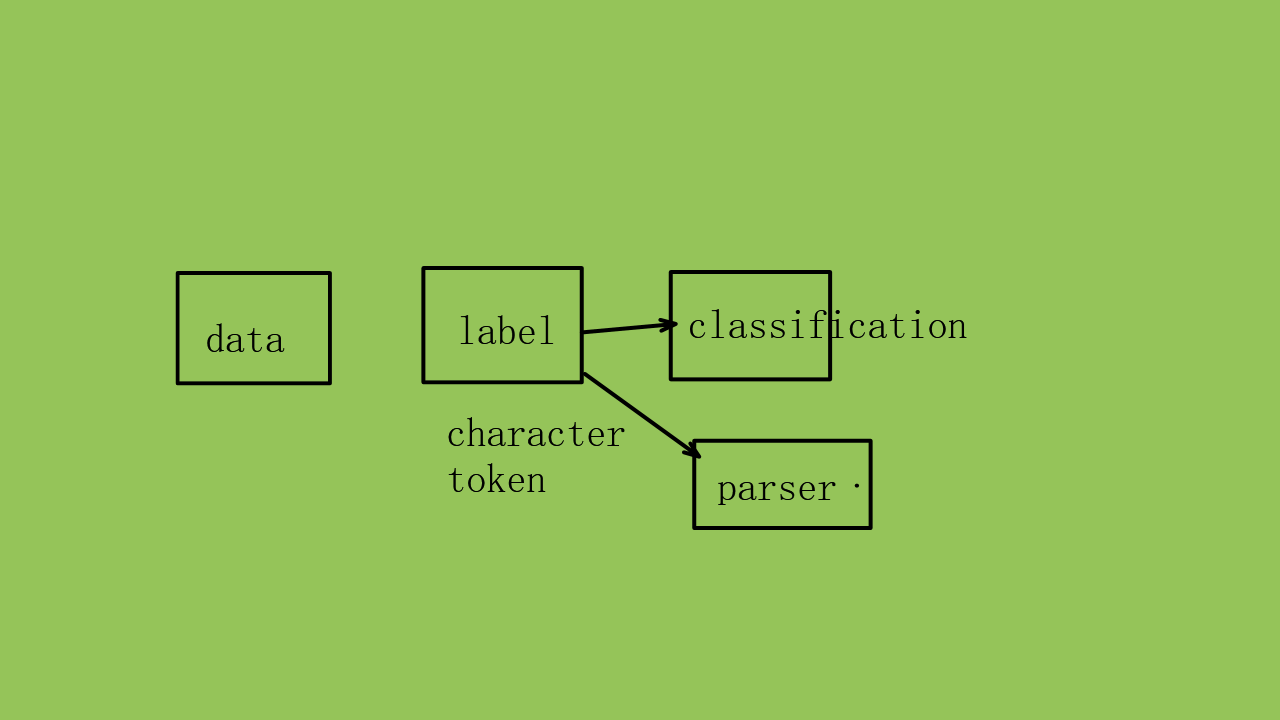 data
label
classification
character
token
parser ·